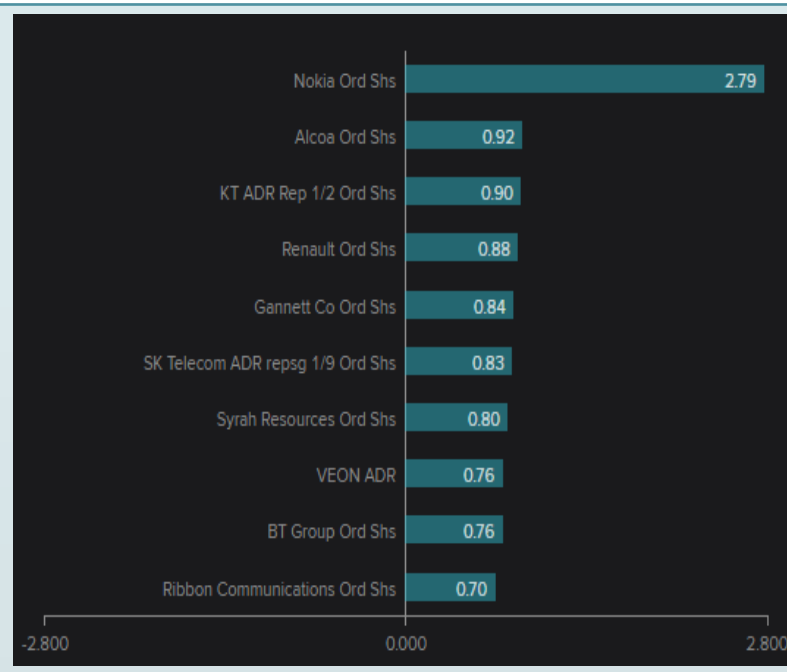 Nokia Ord Shs 2.79
Alcoa Ord Shs 0.92
KT ADR Rep 1/2 Ord Shs 0.90
Renault Ord Shs 0.88
Gannett Co Ord Shs 0.84
SK Telecom ADR repsg 1/9 Ord Shs 0.83
Syrah Resources Ord Shs 0.80
VEON ADR 0.76
BT Group Ord Shs 0.76
Ribbon Communications Ord Shs 0.70
-2.800 0.000 2.800